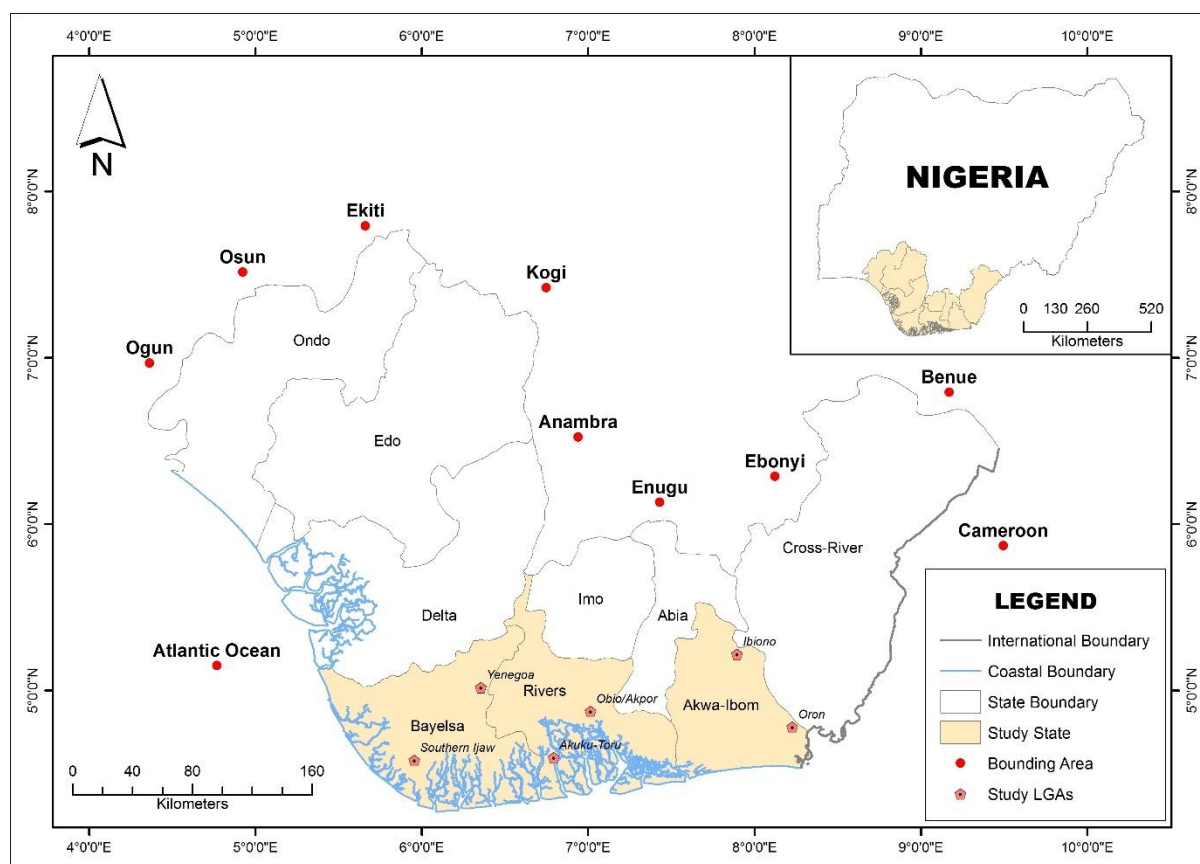 4°0'0"E 5°0'0"E 6°0'0"E 7°0'0"E 8°0'0"E 9°0'0"E 10°0'0"E
N
NIGERIA
0 130 260 520
Kilometers
8°0'0"N
8°0'0"N
Ekiti
Osun
Kogi
Ondo
Ogun
7°0'0"N
7°0'0"N
Benue
Anambra
Edo
Ebonyi
Enugu
6°0'0"N
6°0'0"N
Cameroon
Cross-River
Imo
Delta
Abia
Ibiono
Atlantic Ocean
5°0'0"N
5°0'0"N
Yenegoa
Rivers
Obio/Akpor
Akwa-Ibom
Oron
Bayelsa
Southern Ijaw
Akuku-Toru
0 40 80 160
Kilometers
LEGEND
International Boundary
Coastal Boundary
State Boundary
Study State
Bounding Area
Study LGAs
4°0'0"E 5°0'0"E 6°0'0"E 7°0'0"E 8°0'0"E 9°0'0"E 10°0'0"E